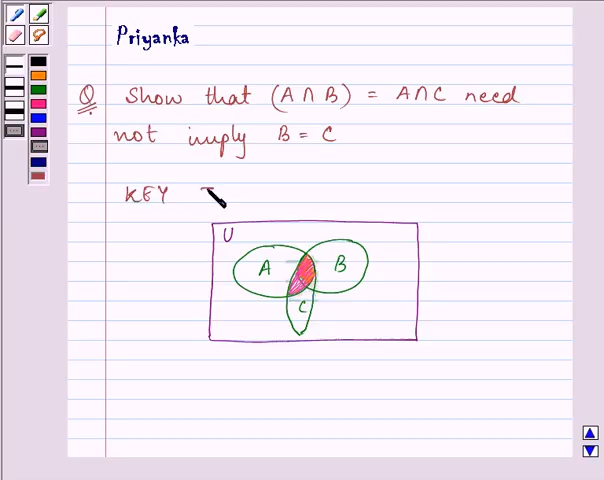 Priyanka
Q Show that (A ∩ B) = A ∩ C need
not imply B = C
KEY
U
A
B
C